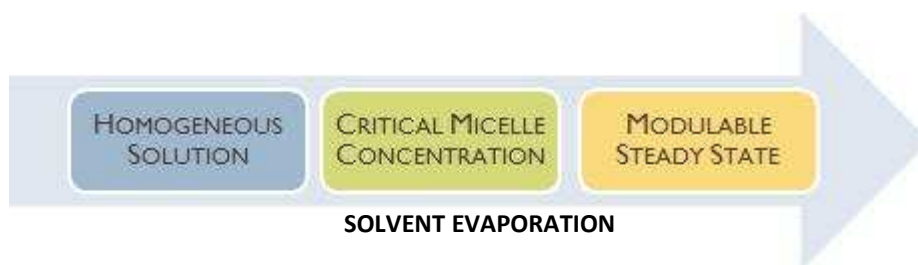 HOMOGENEOUS
SOLUTION
CRITICAL MICELLE
CONCENTRATION
MODULABLE
STEADY STATE
SOLVENT EVAPORATION